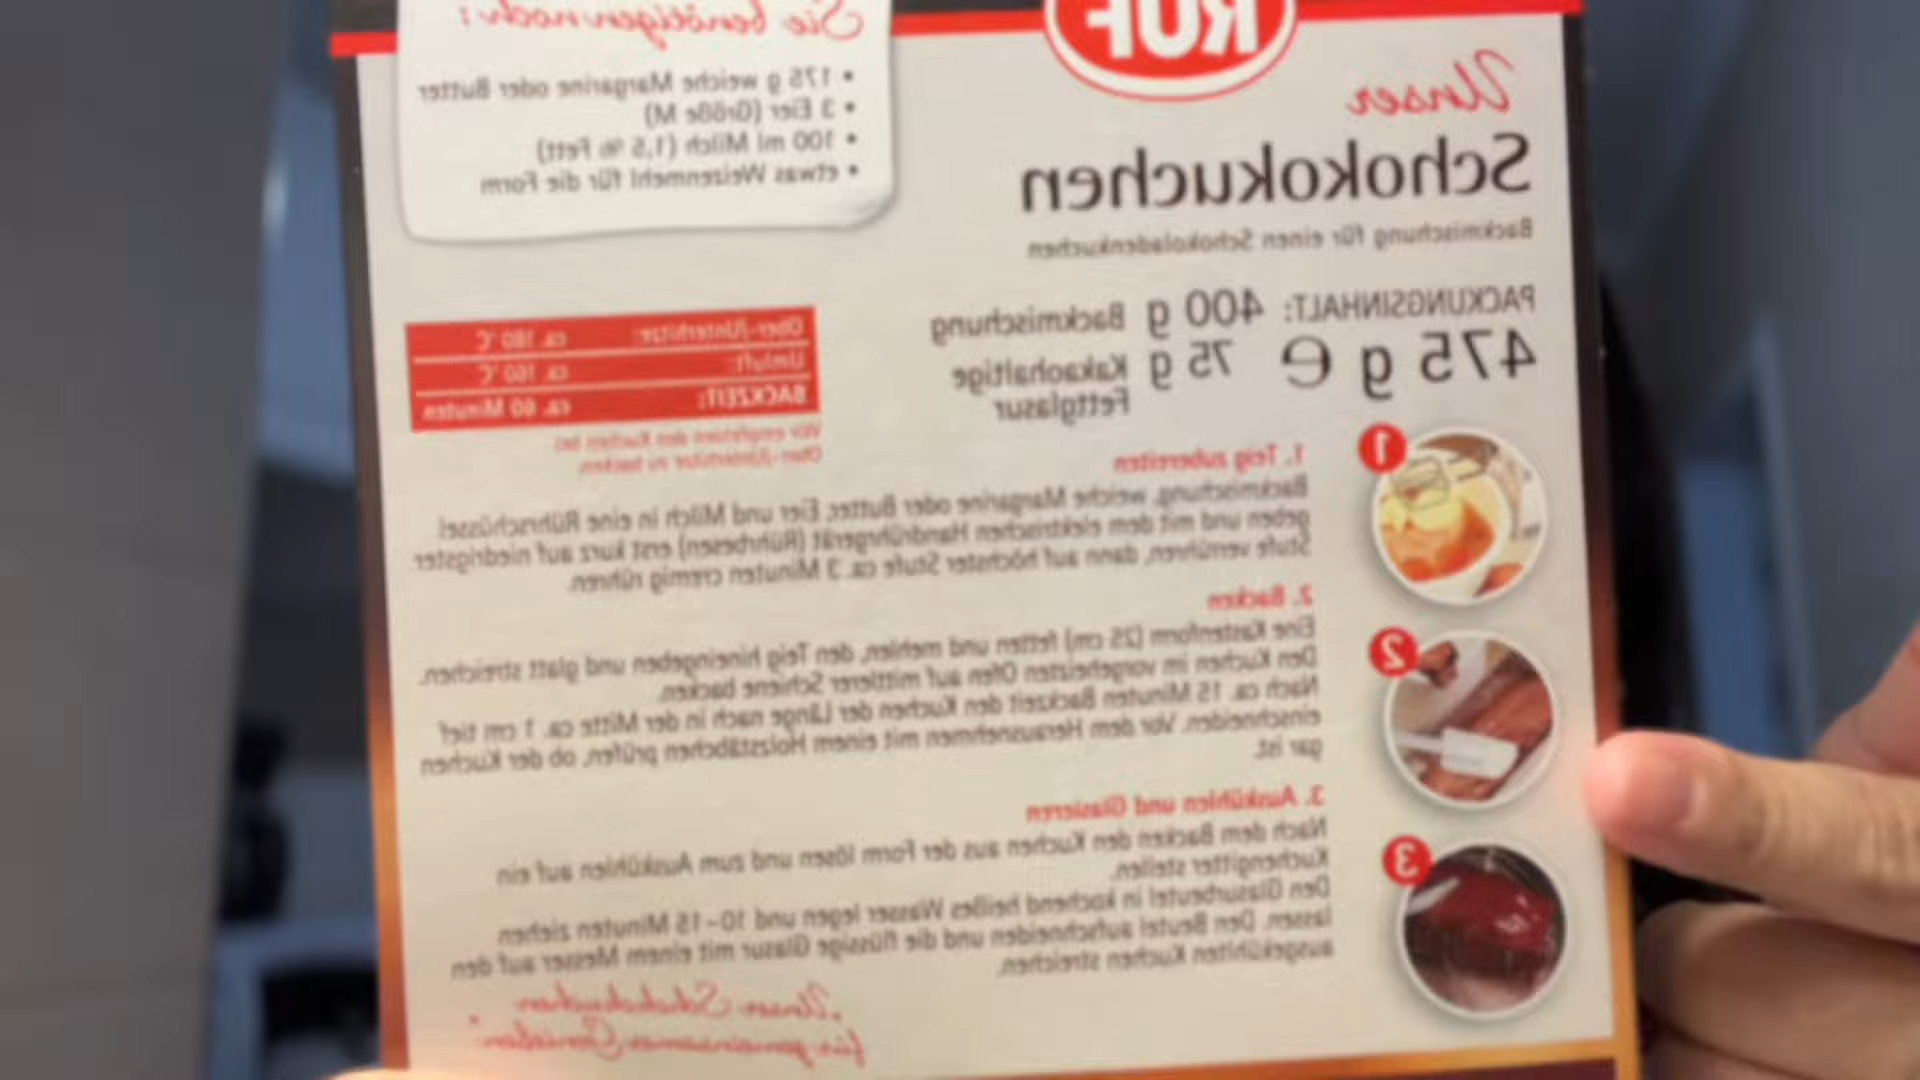 RUF
Unser
Schokokuchen
Backmischung für einen Schokoladenkuchen
PACKUNGSINHALT: 400 g Backmischung
475 g ℮ 75 g Kakaohaltige
Fettglasur
Sie benötigen noch:
• 175 g weiche Margarine oder Butter
• 3 Eier (Größe M)
• 100 ml Milch (1,5 % Fett)
• etwas Weizenmehl für die Form
Ober-/Unterhitze: ca. 180 °C
Umluft: ca. 160 °C
BACKZEIT: ca. 60 Minuten
Wir empfehlen den Kuchen bei
Ober-/Unterhitze zu backen.
1
1. Teig zubereiten
Backmischung, weiche Margarine oder Butter, Eier und Milch in eine Rührschüssel
geben und mit dem elektrischen Handrührgerät (Rührbesen) erst kurz auf niedrigster
Stufe verrühren, dann auf höchster Stufe ca. 3 Minuten cremig rühren.
2
2. Backen
Eine Kastenform (25 cm) fetten und mehlen, den Teig hineingeben und glatt streichen.
Den Kuchen im vorgeheizten Ofen auf mittlerer Schiene backen.
Nach ca. 15 Minuten Backzeit den Kuchen der Länge nach in der Mitte ca. 1 cm tief
einschneiden. Vor dem Herausnehmen mit einem Holzstäbchen prüfen, ob der Kuchen
gar ist.
3
3. Auskühlen und Glasieren
Nach dem Backen den Kuchen aus der Form lösen und zum Auskühlen auf ein
Kuchengitter stellen.
Den Glasurbeutel in kochend heißes Wasser legen und 10–15 Minuten ziehen
lassen. Den Beutel aufschneiden und die flüssige Glasur mit einem Messer auf den
ausgekühlten Kuchen streichen.
„Unser Schokokuchen
für gemeinsames Genießen."